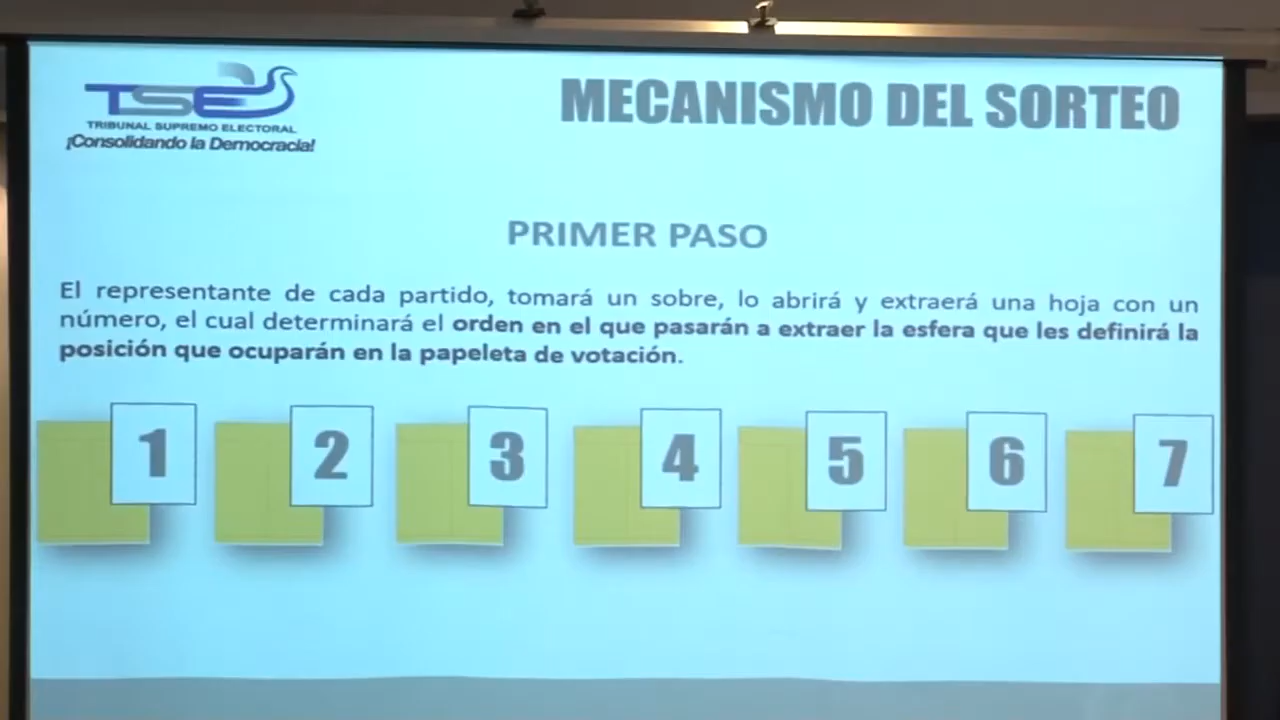 TSE
TRIBUNAL SUPREMO ELECTORAL
¡Consolidando la Democracia!
MECANISMO DEL SORTEO
PRIMER PASO
El representante de cada partido, tomará un sobre, lo abrirá y extraerá una hoja con un
número, el cual determinará el orden en el que pasarán a extraer la esfera que les definirá la
posición que ocuparán en la papeleta de votación.
1 2 3 4 5 6 7